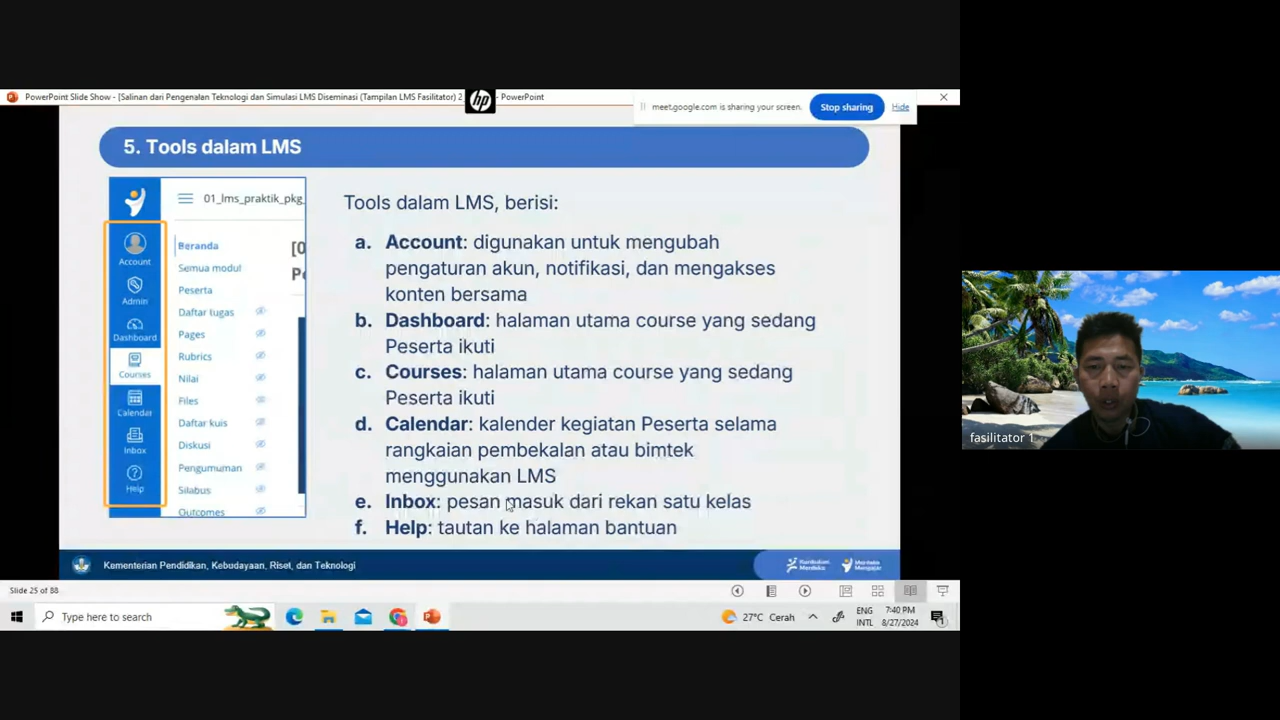 PowerPoint Slide Show - [Salinan dari Pengenalan Teknologi dan Simulasi LMS Diseminasi (Tampilan LMS Fasilitator) 2
hp
- PowerPoint
meet.google.com is sharing your screen.
Stop sharing
Hide
5. Tools dalam LMS
01_lms_praktik_pkg_
Account
Admin
Dashboard
Courses
Calendar
Inbox
Help
Beranda
Semua modul
Peserta
Daftar tugas
Pages
Rubrics
Nilai
Files
Daftar kuis
Diskusi
Pengumuman
Silabus
Outcomes
[0
Tools dalam LMS, berisi:
a. Account: digunakan untuk mengubah
pengaturan akun, notifikasi, dan mengakses
konten bersama
b. Dashboard: halaman utama course yang sedang
Peserta ikuti
c. Courses: halaman utama course yang sedang
Peserta ikuti
d. Calendar: kalender kegiatan Peserta selama
rangkaian pembekalan atau bimtek
menggunakan LMS
e. Inbox: pesan masuk dari rekan satu kelas
f. Help: tautan ke halaman bantuan
Kementerian Pendidikan, Kebudayaan, Riset, dan Teknologi
Kurikulum
Merdeka
Merdeka
Mengajar
Slide 25 of 88
Type here to search
27°C Cerah
ENG
INTL
7:40 PM
8/27/2024
fasilitator 1